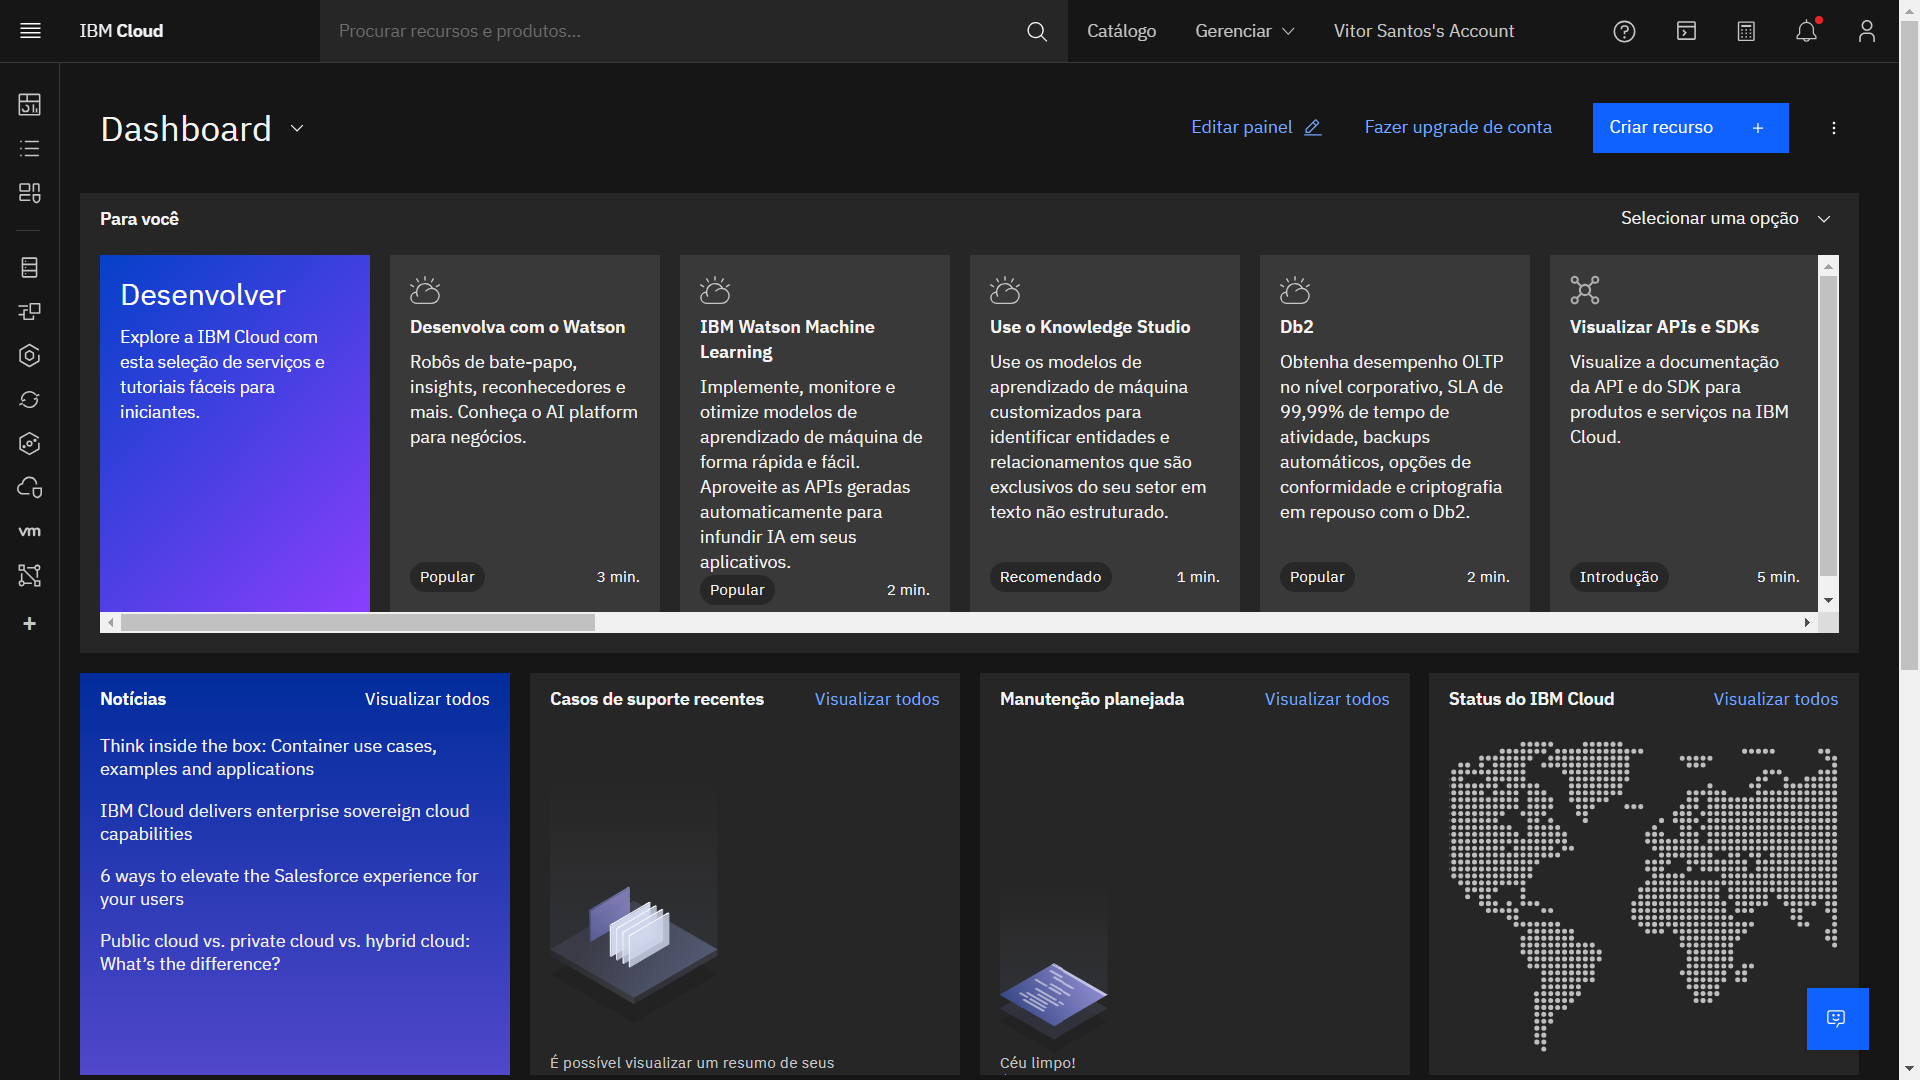 IBM Cloud
Procurar recursos e produtos...
Catálogo
Gerenciar
Vitor Santos's Account
Dashboard
Editar painel
Fazer upgrade de conta
Criar recurso
vm
Para você
Selecionar uma opção
Desenvolver
Explore a IBM Cloud com
esta seleção de serviços e
tutoriais fáceis para
iniciantes.
Desenvolva com o Watson
Robôs de bate-papo,
insights, reconhecedores e
mais. Conheça o AI platform
para negócios.
Popular
3 min.
IBM Watson Machine
Learning
Implemente, monitore e
otimize modelos de
aprendizado de máquina de
forma rápida e fácil.
Aproveite as APIs geradas
automaticamente para
infundir IA em seus
aplicativos.
Popular
2 min.
Use o Knowledge Studio
Use os modelos de
aprendizado de máquina
customizados para
identificar entidades e
relacionamentos que são
exclusivos do seu setor em
texto não estruturado.
Recomendado
1 min.
Db2
Obtenha desempenho OLTP
no nível corporativo, SLA de
99,99% de tempo de
atividade, backups
automáticos, opções de
conformidade e criptografia
em repouso com o Db2.
Popular
2 min.
Visualizar APIs e SDKs
Visualize a documentação
da API e do SDK para
produtos e serviços na IBM
Cloud.
Introdução
5 min.
Notícias
Visualizar todos
Think inside the box: Container use cases,
examples and applications
IBM Cloud delivers enterprise sovereign cloud
capabilities
6 ways to elevate the Salesforce experience for
your users
Public cloud vs. private cloud vs. hybrid cloud:
What's the difference?
Casos de suporte recentes
Visualizar todos
É possível visualizar um resumo de seus
Manutenção planejada
Visualizar todos
Céu limpo!
Status do IBM Cloud
Visualizar todos